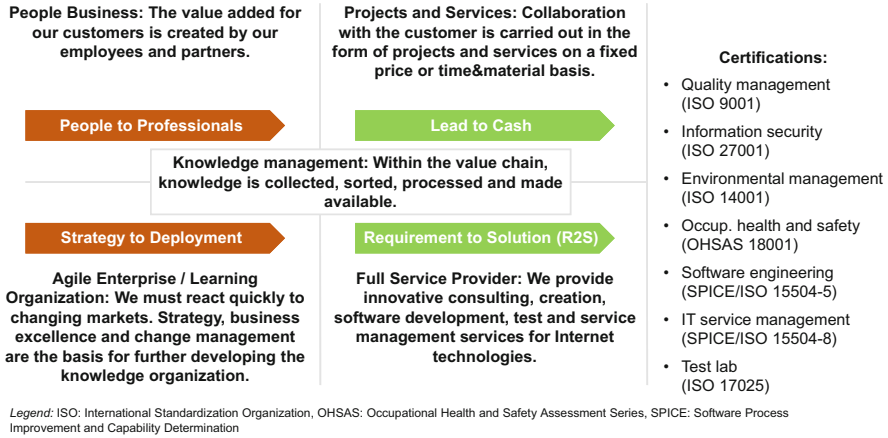 People Business: The value added for
our customers is created by our
employees and partners.
Projects and Services: Collaboration
with the customer is carried out in the
form of projects and services on a fixed
price or time&material basis.
People to Professionals
Lead to Cash
Knowledge management: Within the value chain,
knowledge is collected, sorted, processed and made
available.
Strategy to Deployment
Requirement to Solution (R2S)
Agile Enterprise / Learning
Organization: We must react quickly to
changing markets. Strategy, business
excellence and change management
are the basis for further developing the
knowledge organization.
Full Service Provider: We provide
innovative consulting, creation,
software development, test and service
management services for Internet
technologies.
Certifications:
• Quality management
(ISO 9001)
• Information security
(ISO 27001)
• Environmental management
(ISO 14001)
• Occup. health and safety
(OHSAS 18001)
• Software engineering
(SPICE/ISO 15504-5)
• IT service management
(SPICE/ISO 15504-8)
• Test lab
(ISO 17025)
Legend: ISO: International Standardization Organization, OHSAS: Occupational Health and Safety Assessment Series, SPICE: Software Process
Improvement and Capability Determination